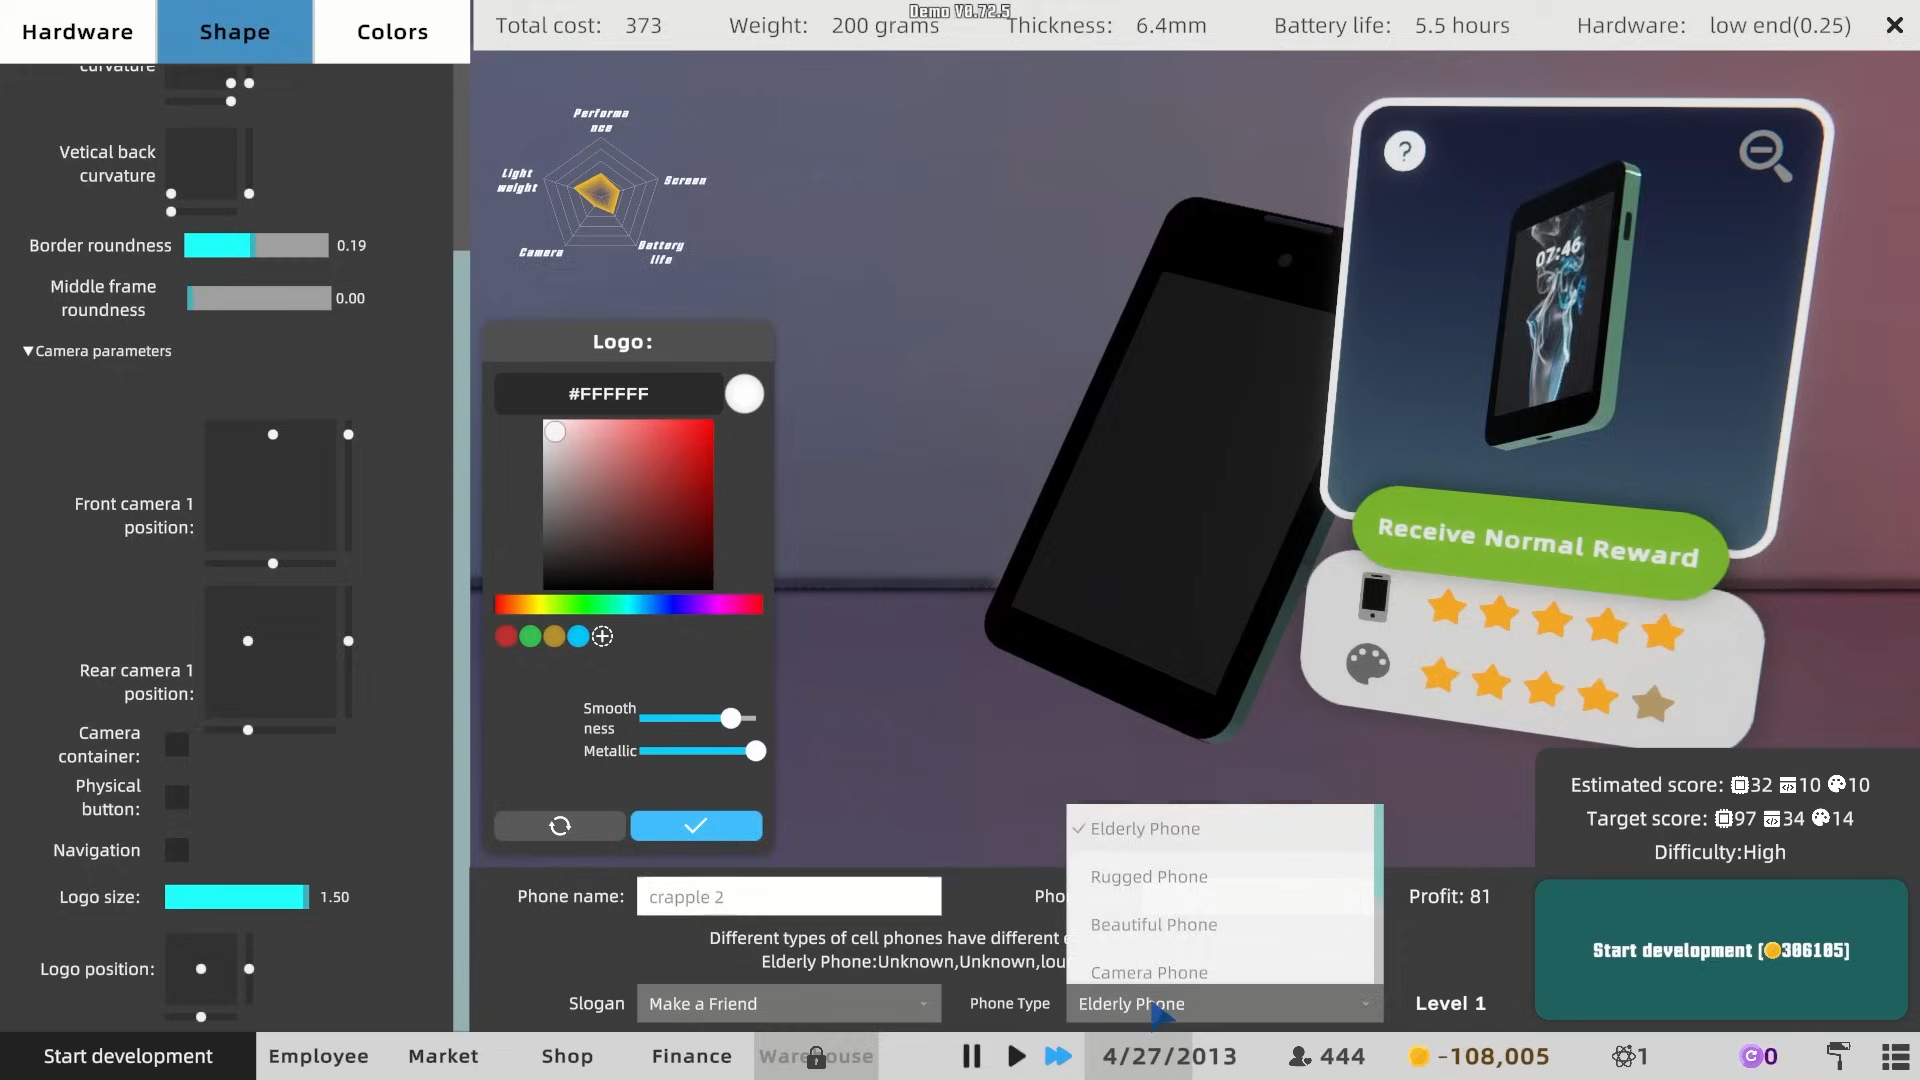 Hardware
Shape
Colors
Total cost: 373
Weight: 200 grams
Demo V0.72.5
Thickness: 6.4mm
Battery life: 5.5 hours
Hardware: low end(0.25)
curvature
Vetical back
curvature
Border roundness
0.19
Middle frame
roundness
0.00
▼Camera parameters
Front camera 1
position:
Rear camera 1
position:
Camera
container:
Physical
button:
Navigation
Logo size:
1.50
Logo position:
Performa
nce
Light
weight
Screen
Camera
Battery
life
Logo:
#FFFFFF
Smooth
ness
Metallic
?
07:46
Receive Normal Reward
Estimated score: 32 10 10
Target score: 97 34 14
Difficulty:High
Elderly Phone
Rugged Phone
Beautiful Phone
Camera Phone
Phone name:
crapple 2
Pho
Profit: 81
Different types of cell phones have different e
Elderly Phone:Unknown,Unknown,lou
Slogan
Make a Friend
Phone Type
Elderly Phone
Level 1
Start development [306105]
Start development
Employee
Market
Shop
Finance
Warehouse
4/27/2013
444
-108,005
1
0